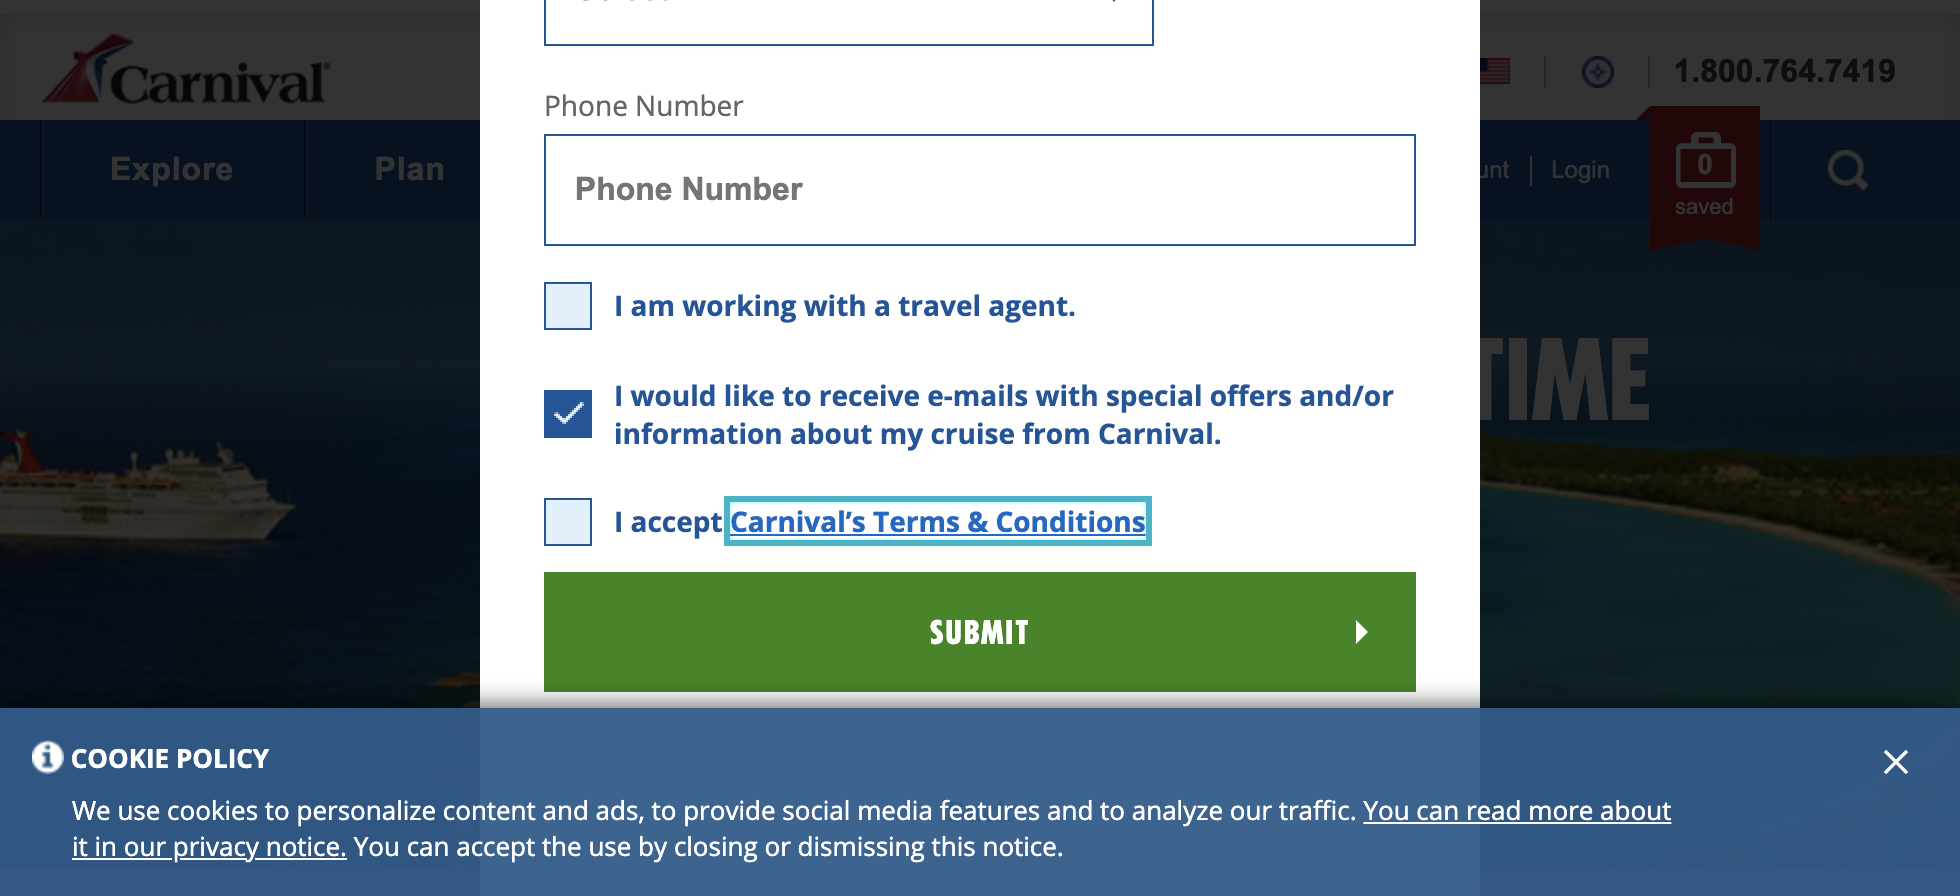 Carnival
1.800.764.7419
Explore
Plan
Login
0
saved
TIME
Phone Number
Phone Number
I am working with a travel agent.
I would like to receive e-mails with special offers and/or
information about my cruise from Carnival.
I accept Carnival’s Terms & Conditions
SUBMIT
COOKIE POLICY
We use cookies to personalize content and ads, to provide social media features and to analyze our traffic. You can read more about
it in our privacy notice. You can accept the use by closing or dismissing this notice.